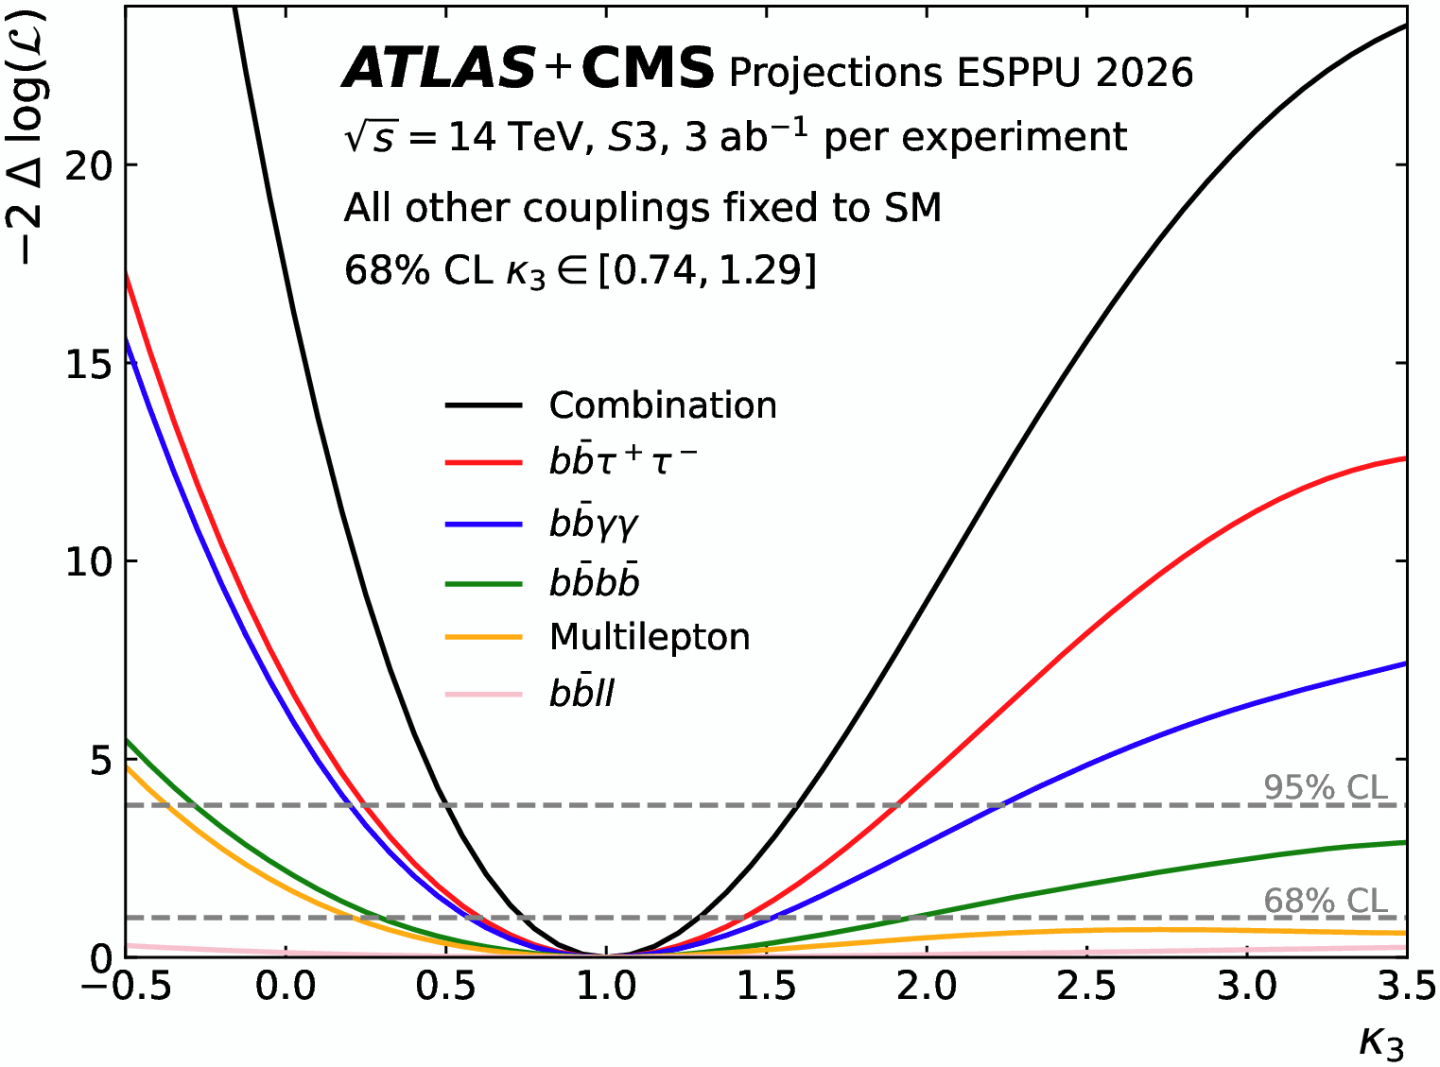 −2 Δ log(ℒ)
ATLAS+CMS Projections ESPPU 2026
√s = 14 TeV, S3, 3 ab⁻¹ per experiment
All other couplings fixed to SM
68% CL κ₃ ∈ [0.74, 1.29]
Combination
bb̄τ⁺τ⁻
bb̄γγ
bb̄bb̄
Multilepton
bb̄ll
95% CL
68% CL
20
15
10
5
0
−0.5 0.0 0.5 1.0 1.5 2.0 2.5 3.0 3.5
κ₃